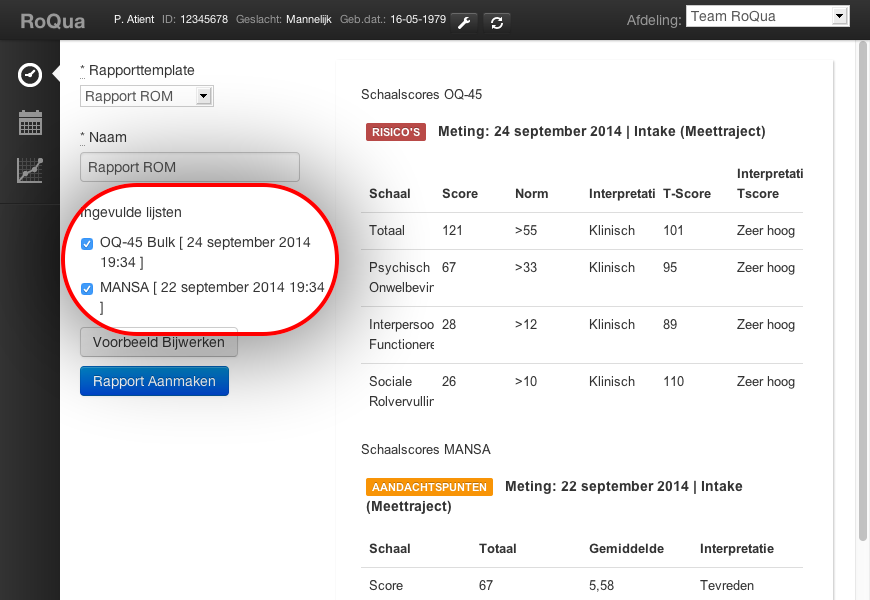 RoQua P. Atient ID: 12345678 Geslacht: Mannelijk Geb.dat.: 16-05-1979 Afdeling: Team RoQua
* Rapporttemplate
Rapport ROM
* Naam
Rapport ROM
Ingevulde lijsten
OQ-45 Bulk [ 24 september 2014
19:34 ]
MANSA [ 22 september 2014 19:34
]
Voorbeeld Bijwerken
Rapport Aanmaken
Schaalscores OQ-45
RISICO'S Meting: 24 september 2014 | Intake (Meettraject)
Interpretati
Schaal Score Norm Interpretati T-Score Tscore
Totaal 121 >55 Klinisch 101 Zeer hoog
Psychisch 67 >33 Klinisch 95 Zeer hoog
Onwelbevin
Interpersoo 28 >12 Klinisch 89 Zeer hoog
Functionere
Sociale 26 >10 Klinisch 110 Zeer hoog
Rolvervullin
Schaalscores MANSA
AANDACHTSPUNTEN Meting: 22 september 2014 | Intake
(Meettraject)
Schaal Totaal Gemiddelde Interpretatie
Score 67 5,58 Tevreden